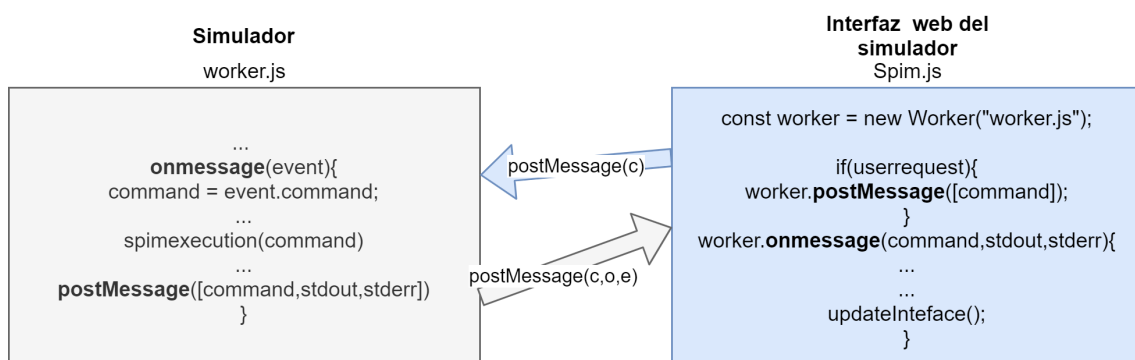 Simulador
worker.js
...
onmessage(event){
command = event.command;
...
spimexecution(command)
...
postMessage([command,stdout,stderr])
}
postMessage(c)
postMessage(c,o,e)
Interfaz web del
simulador
Spim.js
const worker = new Worker("worker.js");
if(userrequest){
worker.postMessage([command]);
}
worker.onmessage(command,stdout,stderr){
...
...
updateInteface();
}